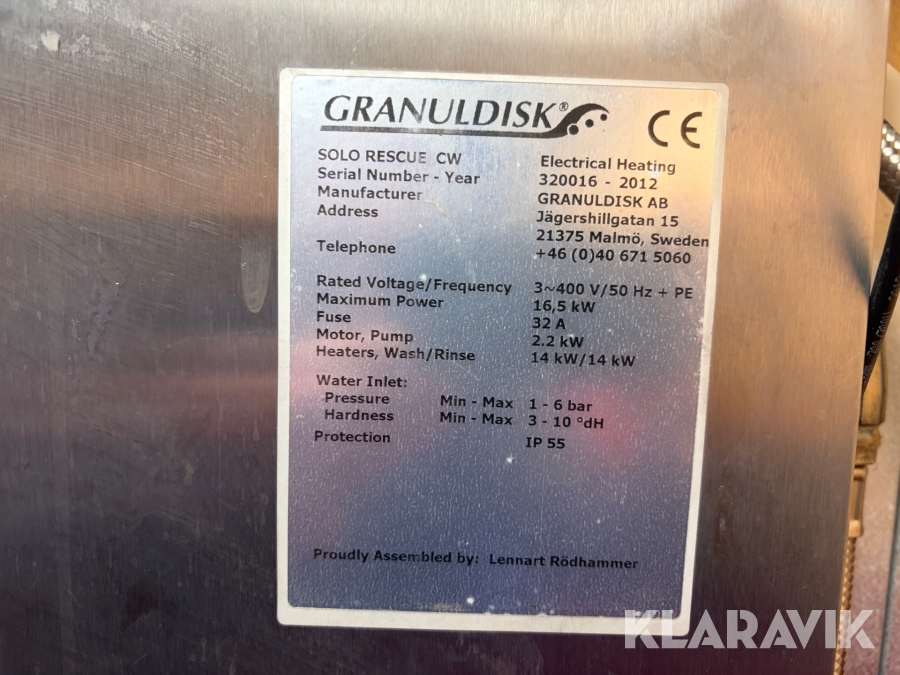 GRANULDISK®
CE
SOLO RESCUE CW Electrical Heating
Serial Number - Year 320016 - 2012
Manufacturer GRANULDISK AB
Address Jägershillgatan 15
21375 Malmö, Sweden
Telephone +46 (0)40 671 5060
Rated Voltage/Frequency 3~400 V/50 Hz + PE
Maximum Power 16,5 kW
Fuse 32 A
Motor, Pump 2.2 kW
Heaters, Wash/Rinse 14 kW/14 kW
Water Inlet:
Pressure Min - Max 1 - 6 bar
Hardness Min - Max 3 - 10 °dH
Protection IP 55
Proudly Assembled by: Lennart Rödhammer
KLARAVIK